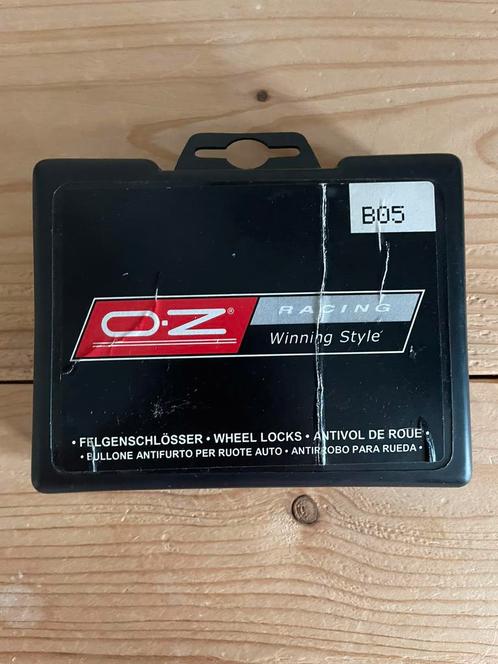 B05
O·Z® RACING
Winning Style
• FELGENSCHLÖSSER • WHEEL LOCKS • ANTIVOL DE ROUE •
• BULLONE ANTIFURTO PER RUOTE AUTO • ANTIRROBO PARA RUEDA •